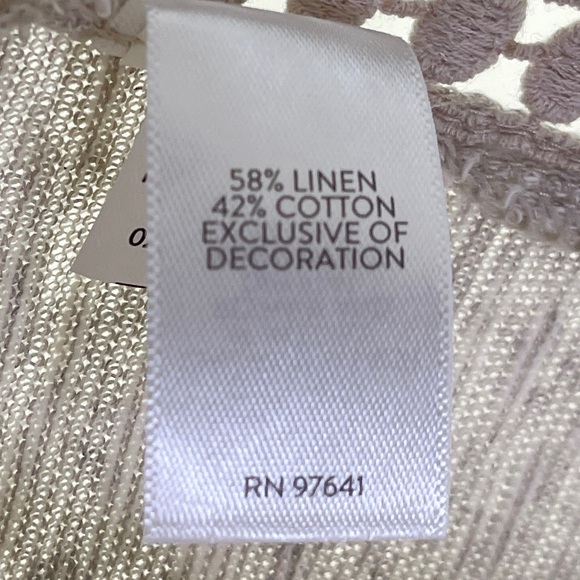 58% LINEN
42% COTTON
EXCLUSIVE OF
DECORATION
RN 97641